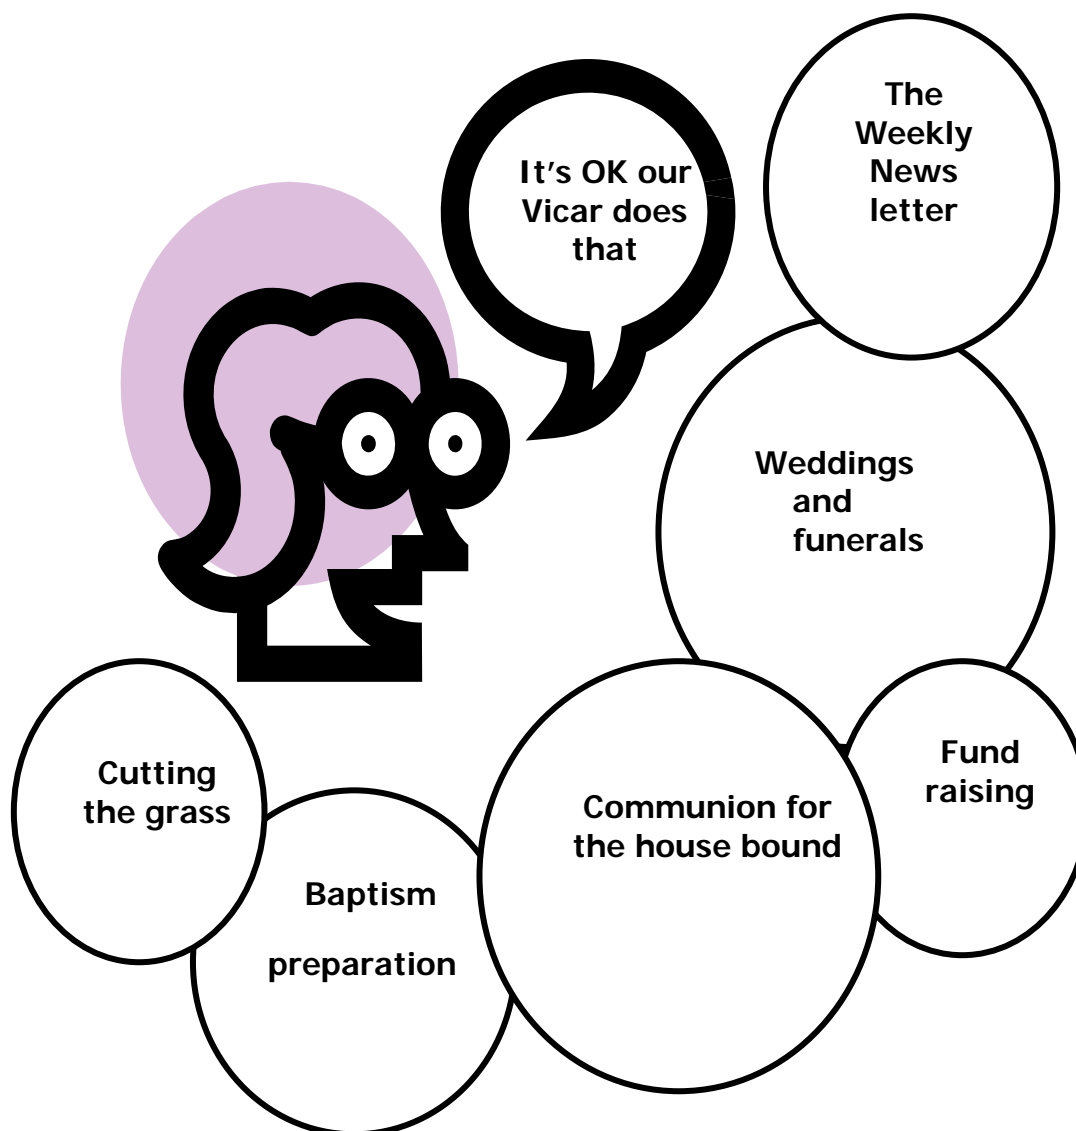 It's OK our
Vicar does
that
The
Weekly
News
letter
Weddings
and
funerals
Fund
raising
Communion for
the house bound
Cutting
the grass
Baptism
preparation